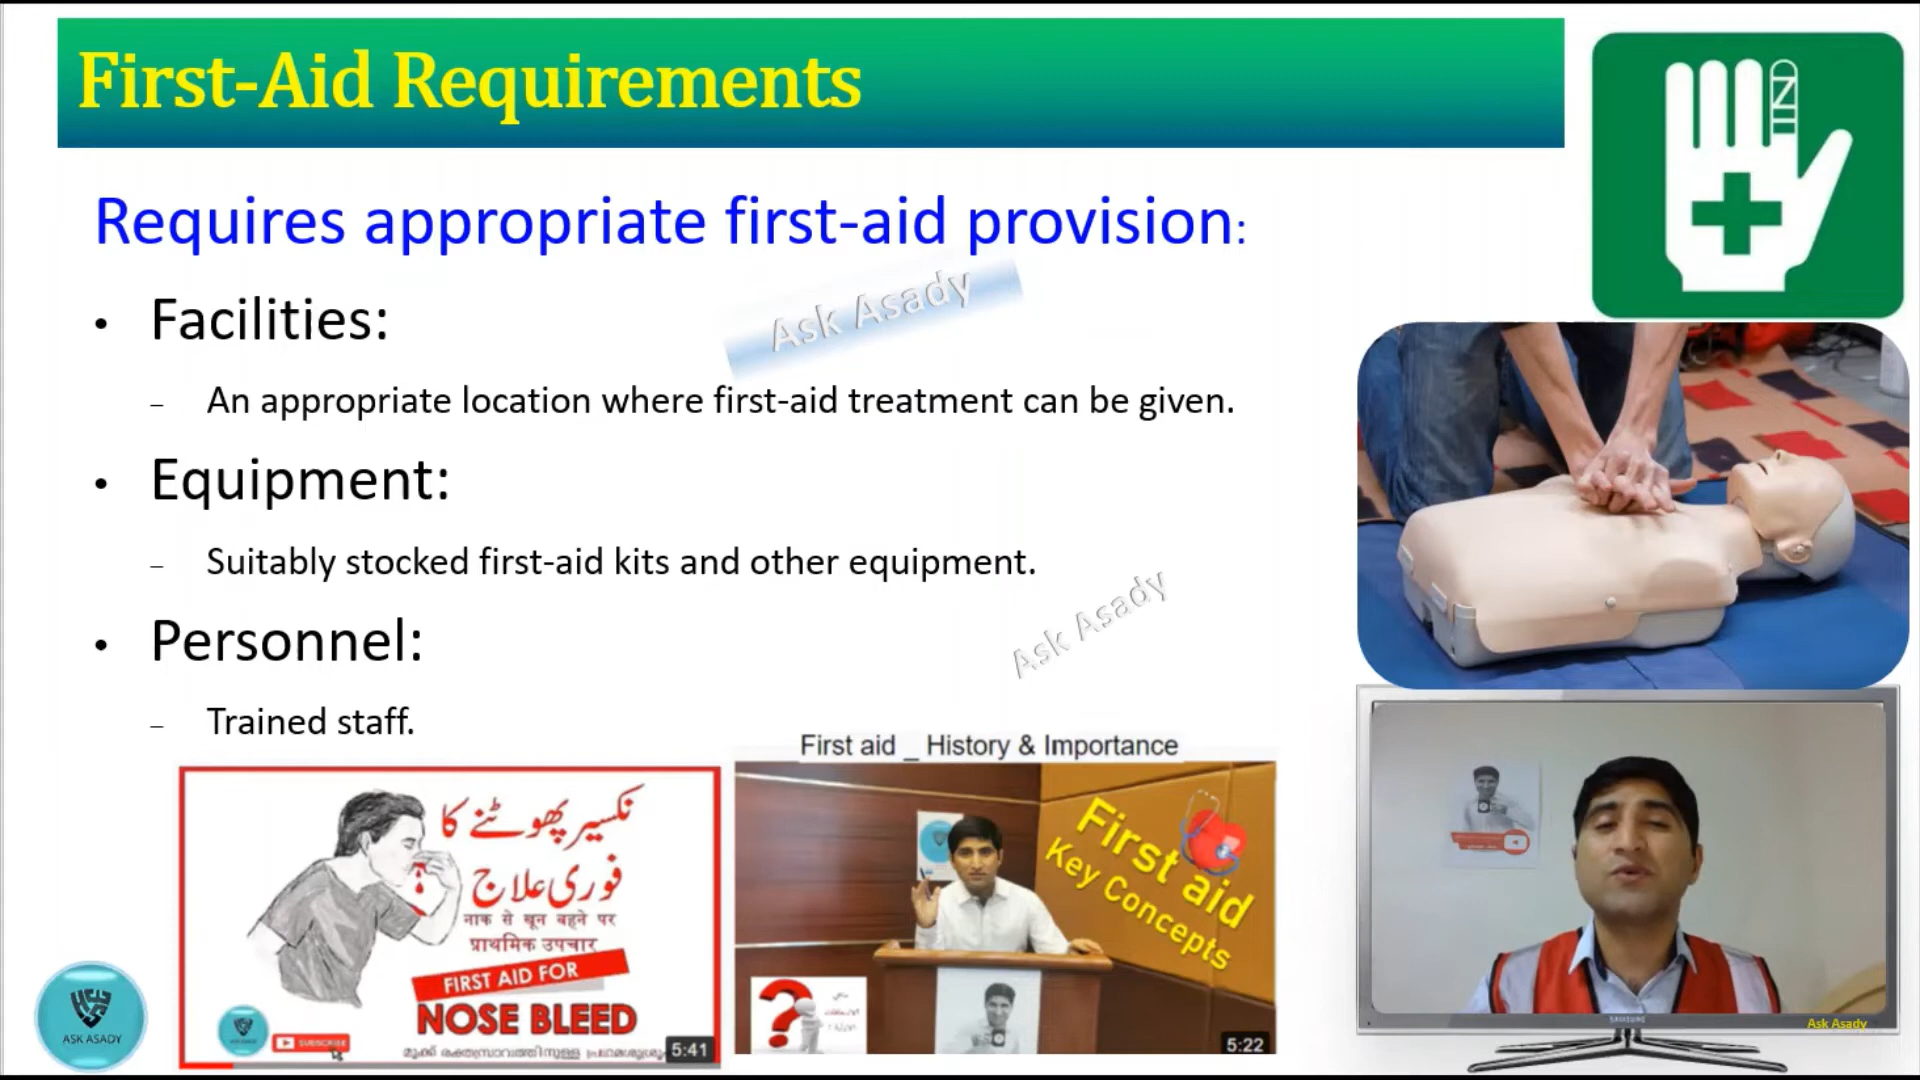 First-Aid Requirements
Requires appropriate first-aid provision:
• Facilities:
– An appropriate location where first-aid treatment can be given.
• Equipment:
– Suitably stocked first-aid kits and other equipment.
• Personnel:
– Trained staff.
Ask Asady
Ask Asady
نکسیر پھوٹنے کا
فوری علاج
नाक से खून बहने पर
प्राथमिक उपचार
FIRST AID FOR
NOSE BLEED
SUBSCRIBE
5:41
First aid _ History & Importance
First aid
Key Concepts
5:22
ASK ASADY
SAMSUNG
Ask Asady